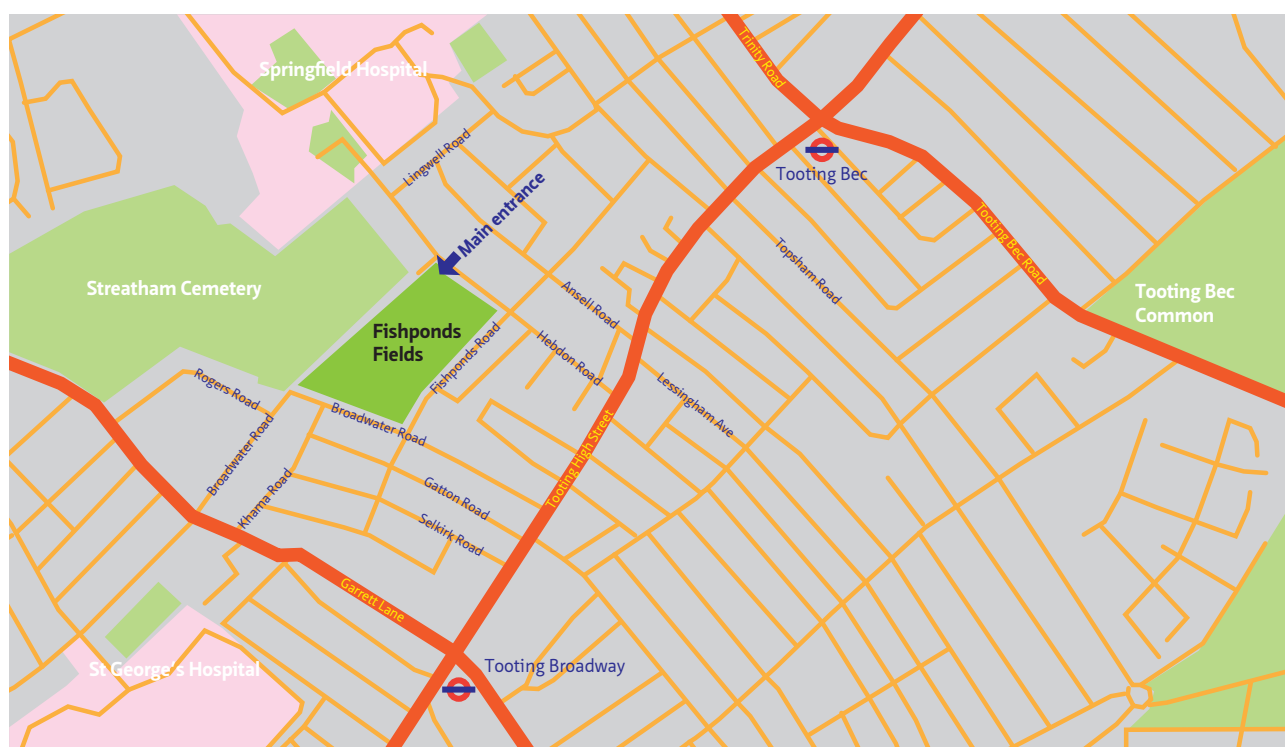 Trinity Road
Springfield Hospital
Lingwell Road
Tooting Bec
Main entrance
Tooting Bec Road
Topsham Road
Streatham Cemetery
Ansell Road
Tooting Bec
Common
Fishponds
Fields
Hebdon Road
Fishponds Road
Rogers Road
Lessingham Ave
Broadwater Road
Broadwater Road
Tooting High Street
Khama Road
Gatton Road
Selkirk Road
Garrett Lane
St George's Hospital
Tooting Broadway